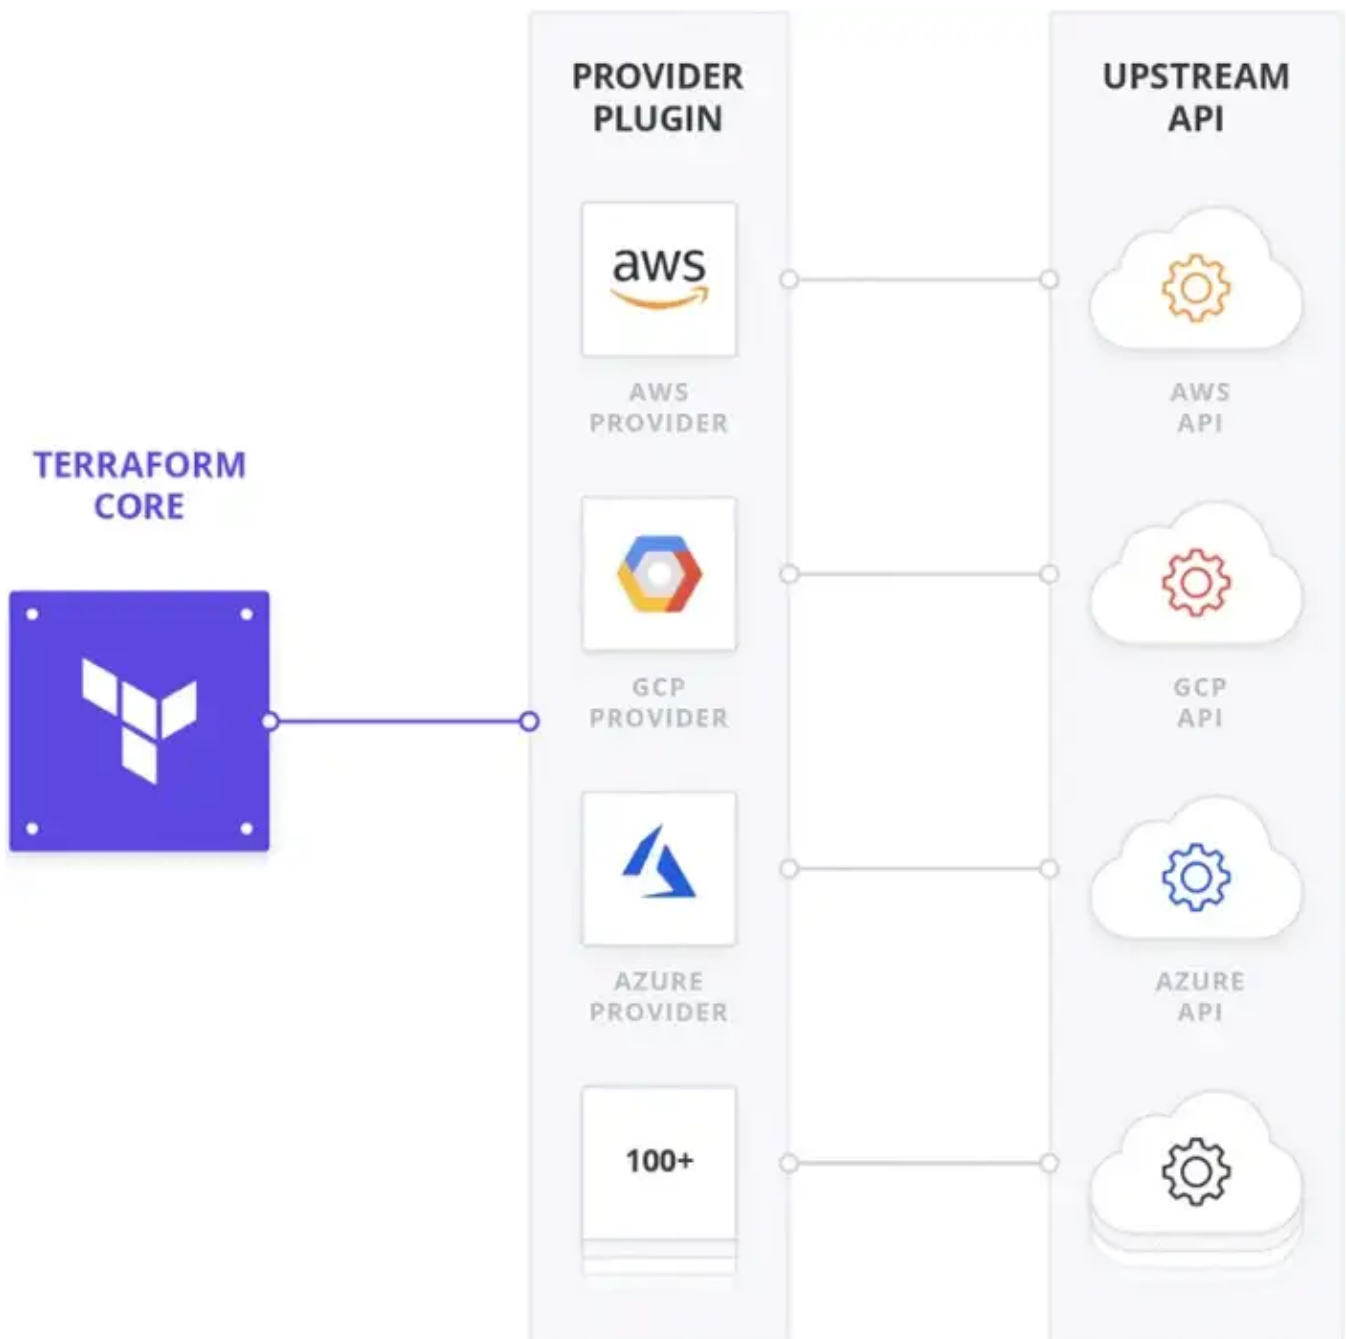 PROVIDER
PLUGIN
UPSTREAM
API
aws
AWS
PROVIDER
AWS
API
TERRAFORM
CORE
GCP
PROVIDER
GCP
API
AZURE
PROVIDER
AZURE
API
100+